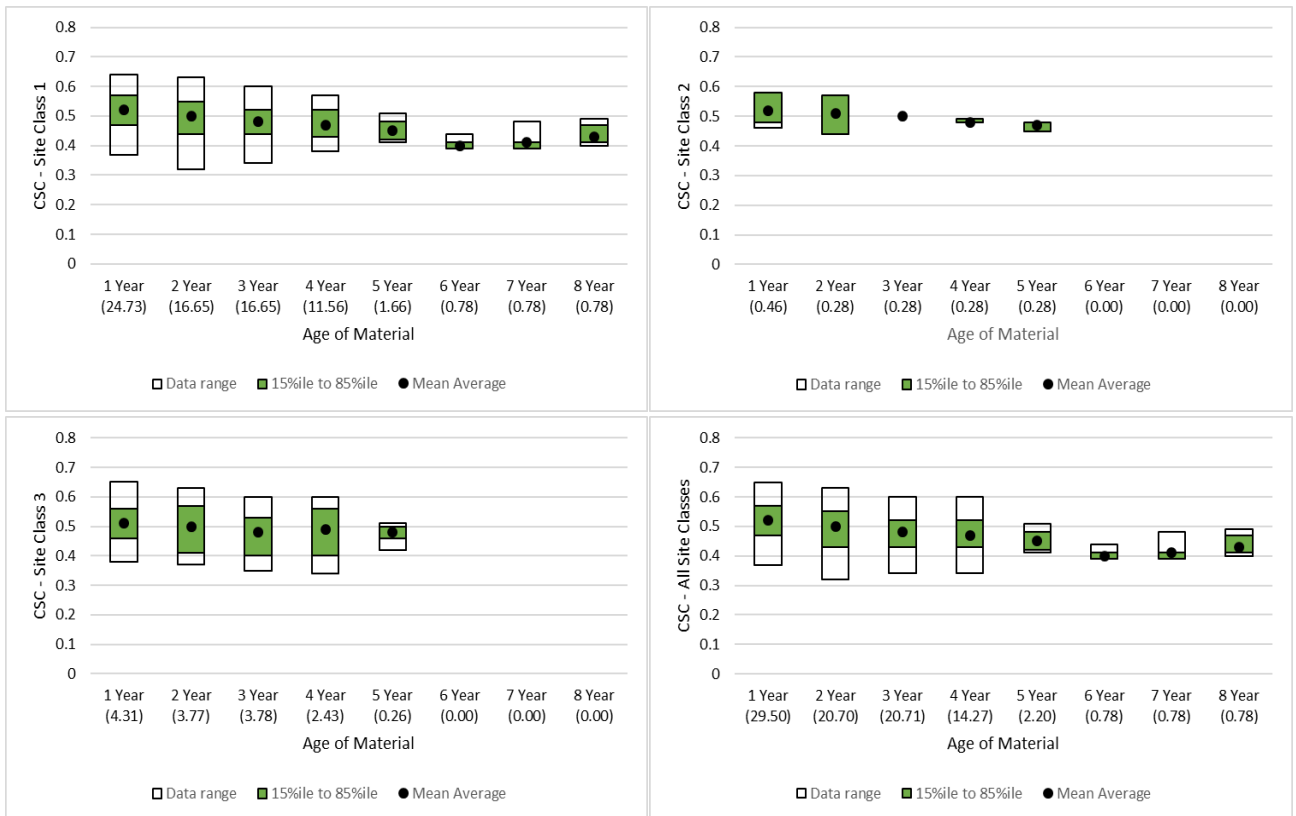 CSC - Site Class 1
0.8
0.7
0.6
0.5
0.4
0.3
0.2
0.1
0
1 Year 2 Year 3 Year 4 Year 5 Year 6 Year 7 Year 8 Year
(24.73) (16.65) (16.65) (11.56) (1.66) (0.78) (0.78) (0.78)
Age of Material
Data range 15%ile to 85%ile Mean Average
CSC - Site Class 2
0.8
0.7
0.6
0.5
0.4
0.3
0.2
0.1
0
1 Year 2 Year 3 Year 4 Year 5 Year 6 Year 7 Year 8 Year
(0.46) (0.28) (0.28) (0.28) (0.28) (0.00) (0.00) (0.00)
Age of Material
Data range 15%ile to 85%ile Mean Average
CSC - Site Class 3
0.8
0.7
0.6
0.5
0.4
0.3
0.2
0.1
0
1 Year 2 Year 3 Year 4 Year 5 Year 6 Year 7 Year 8 Year
(4.31) (3.77) (3.78) (2.43) (0.26) (0.00) (0.00) (0.00)
Age of Material
Data range 15%ile to 85%ile Mean Average
CSC - All Site Classes
0.8
0.7
0.6
0.5
0.4
0.3
0.2
0.1
0
1 Year 2 Year 3 Year 4 Year 5 Year 6 Year 7 Year 8 Year
(29.50) (20.70) (20.71) (14.27) (2.20) (0.78) (0.78) (0.78)
Age of Material
Data range 15%ile to 85%ile Mean Average